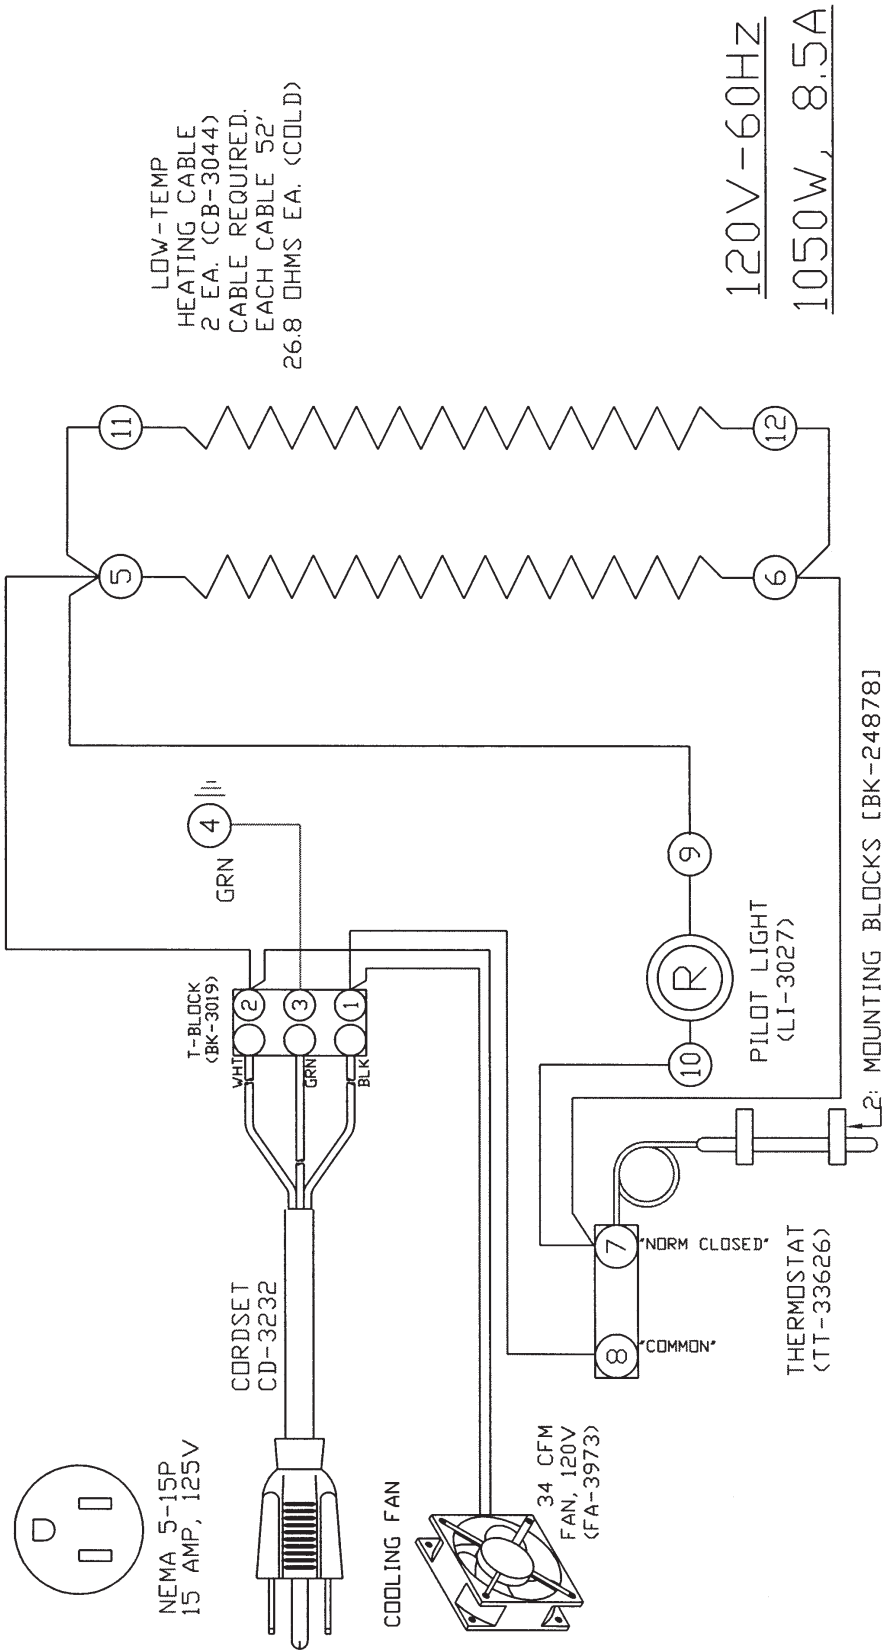 NEMA 5-15P
15 AMP, 125V
CORDSET
CD-3232
WHT
GRN
BLK
T-BLOCK
(BK-3019)
2
3
1
4
GRN
5
11
LOW-TEMP
HEATING CABLE
2 EA. (CB-3044)
CABLE REQUIRED.
EACH CABLE 52'
26.8 OHMS EA. (COLD)
COOLING FAN
34 CFM
FAN, 120V
(FA-3973)
8
7
"COMMON"
"NORM CLOSED"
THERMOSTAT
(TT-33626)
10
R
9
PILOT LIGHT
(LI-3027)
6
12
2: MOUNTING BLOCKS [BK-24878]
120V-60Hz
1050W, 8.5A